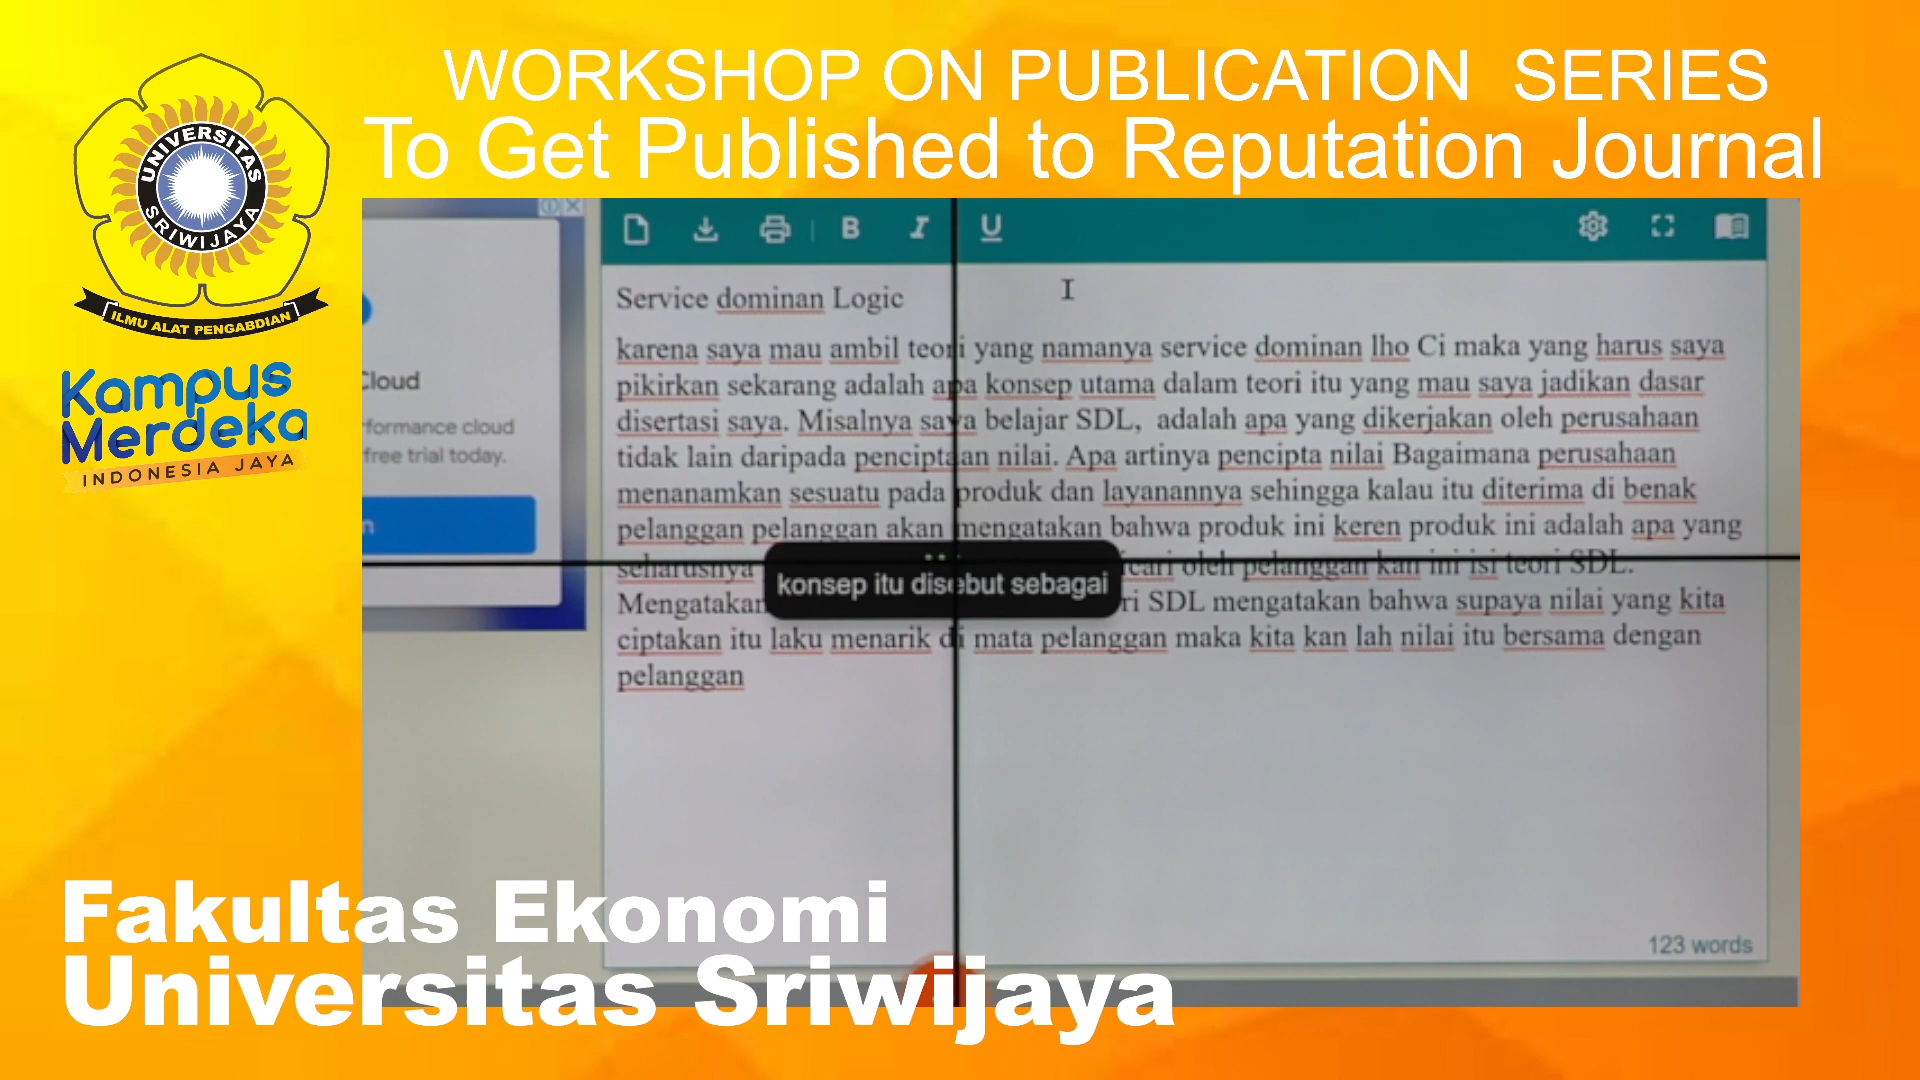 WORKSHOP ON PUBLICATION SERIES
To Get Published to Reputation Journal
UNIVERSITAS
SRIWIJAYA
ILMU ALAT PENGABDIAN
Kampus
Merdeka
INDONESIA JAYA
Cloud
formance cloud
free trial today.
B I U
Service dominan Logic
karena saya mau ambil teori yang namanya service dominan lho Ci maka yang harus saya
pikirkan sekarang adalah apa konsep utama dalam teori itu yang mau saya jadikan dasar
disertasi saya. Misalnya saya belajar SDL, adalah apa yang dikerjakan oleh perusahaan
tidak lain daripada penciptaan nilai. Apa artinya pencipta nilai Bagaimana perusahaan
menanamkan sesuatu pada produk dan layanannya sehingga kalau itu diterima di benak
pelanggan pelanggan akan mengatakan bahwa produk ini keren produk ini adalah apa yang
seharusnya oleh pelanggan kan ini isi teori SDL.
konsep itu disebut sebagai
Mengatakan ri SDL mengatakan bahwa supaya nilai yang kita
ciptakan itu laku menarik di mata pelanggan maka kita kan lah nilai itu bersama dengan
pelanggan
123 words
Fakultas Ekonomi
Universitas Sriwijaya